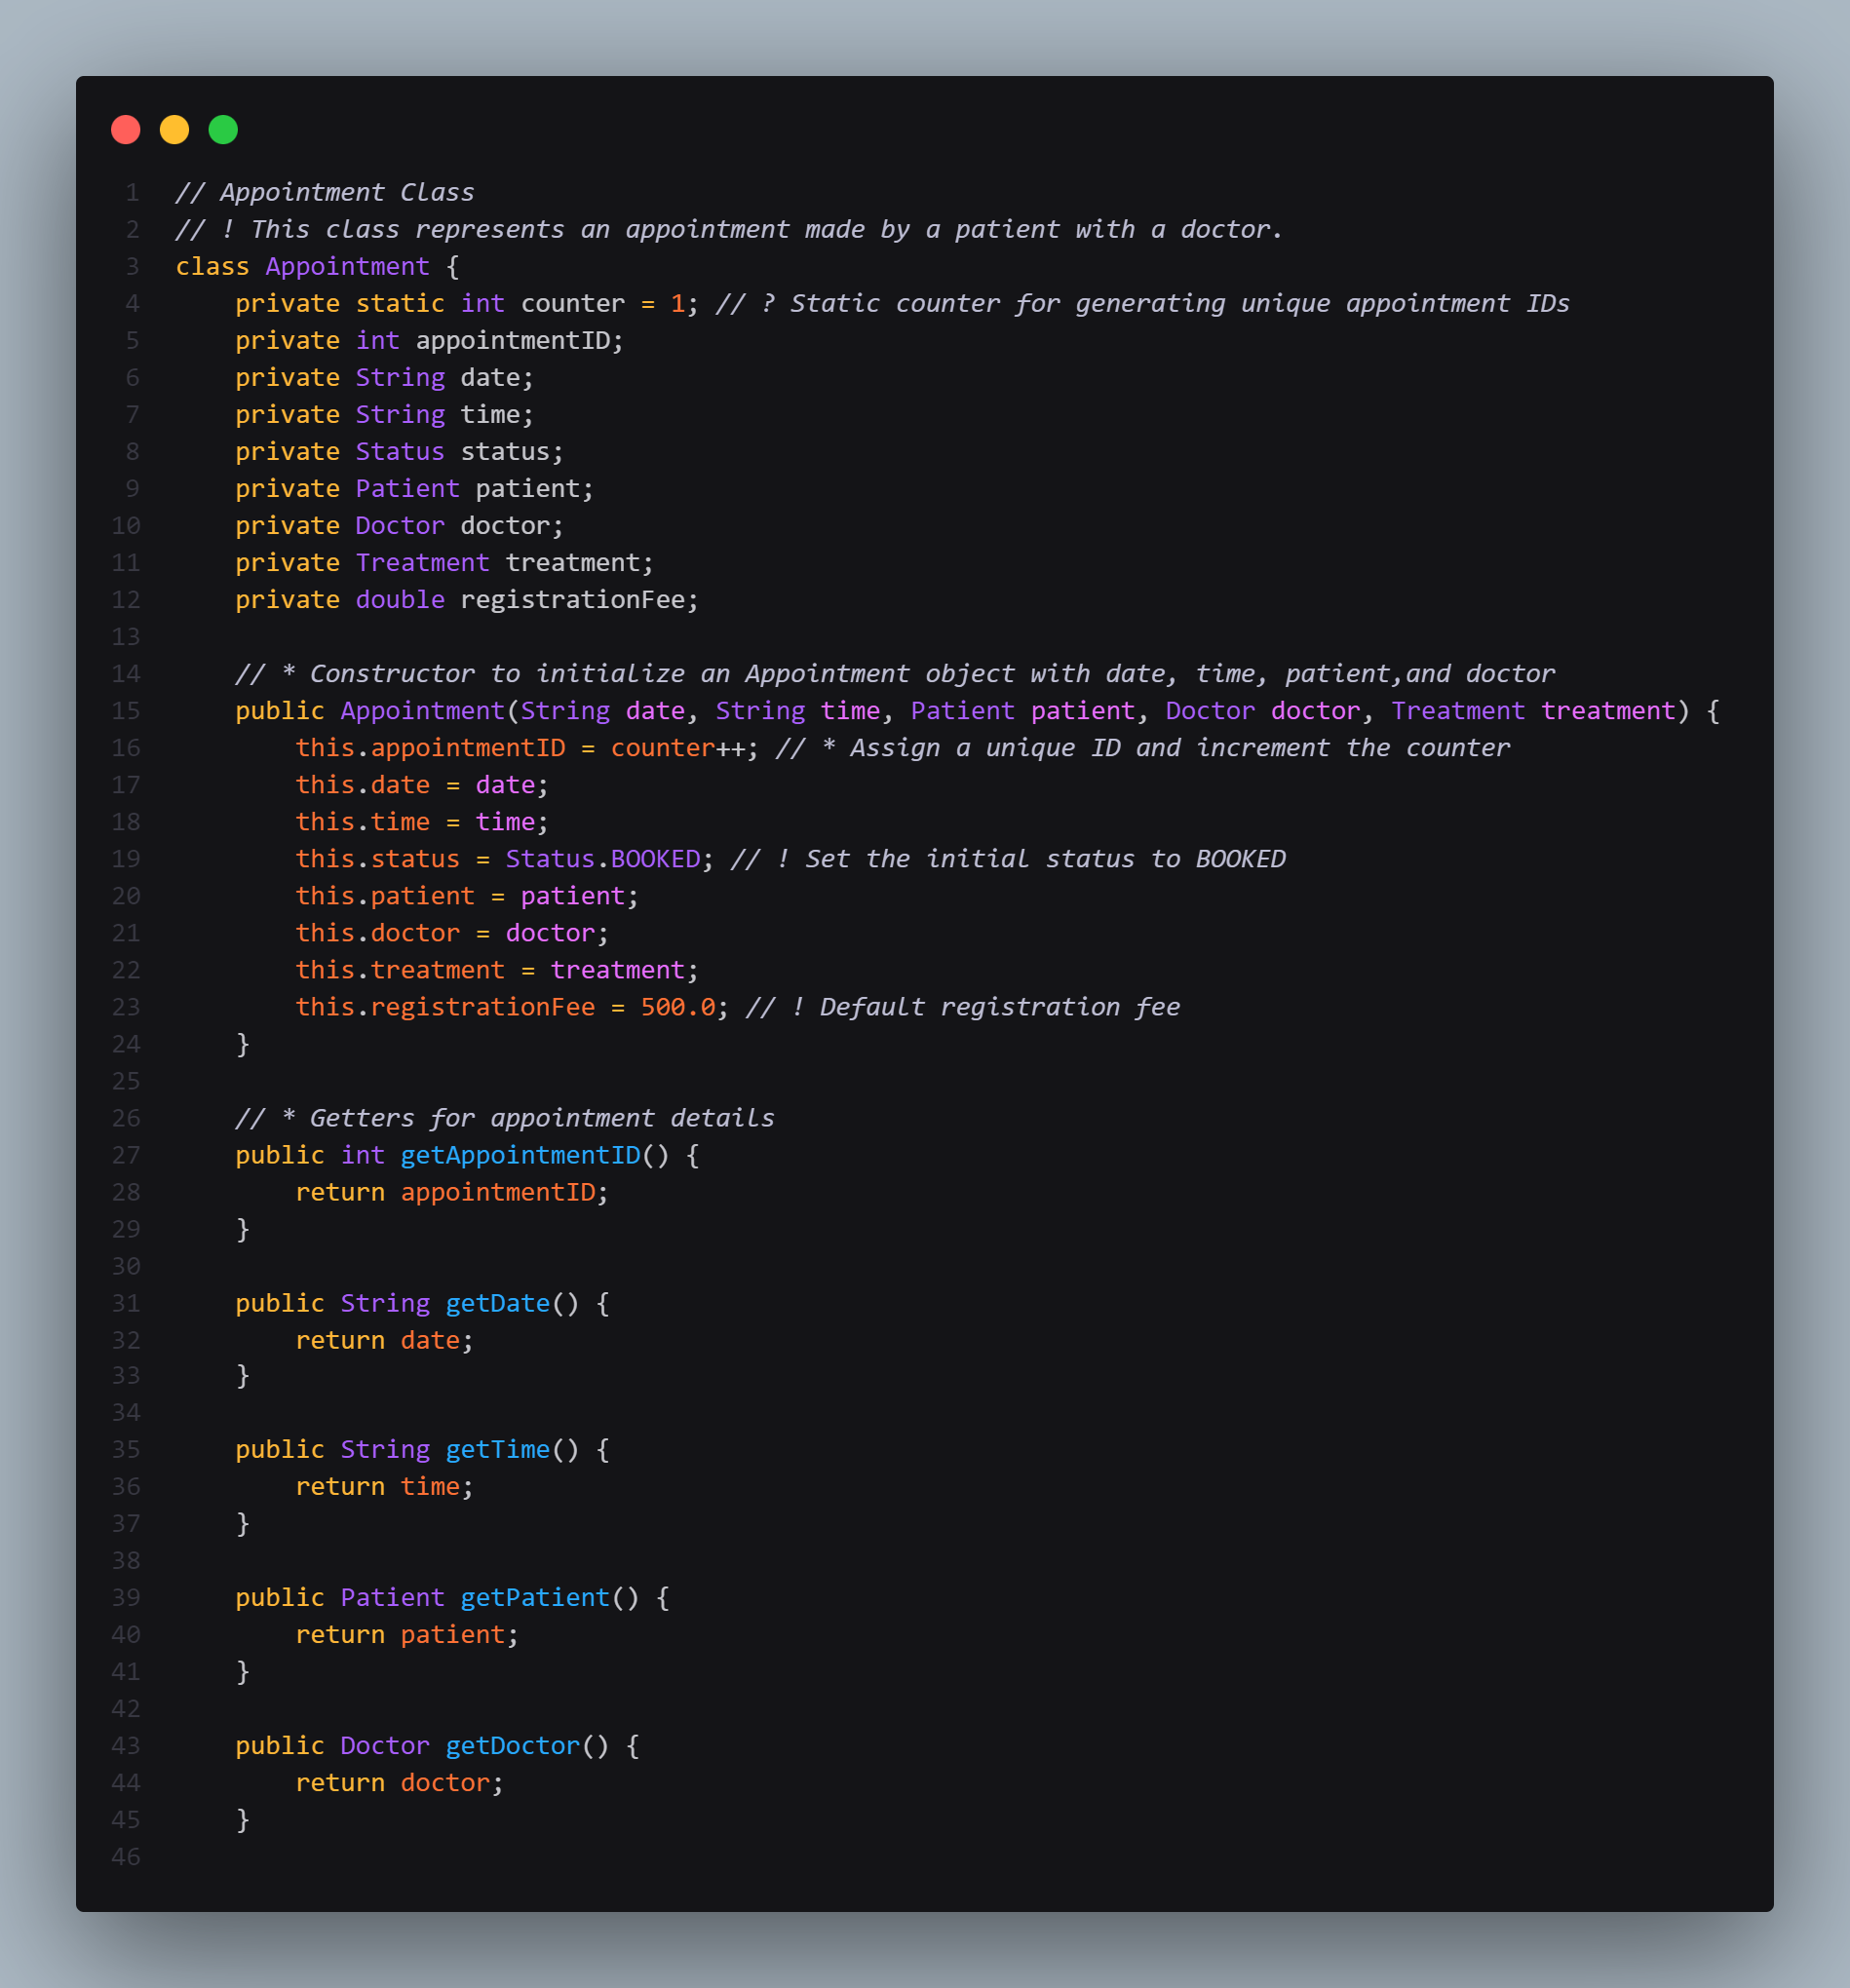 1 // Appointment Class
2 // ! This class represents an appointment made by a patient with a doctor.
3 class Appointment {
4     private static int counter = 1; // ? Static counter for generating unique appointment IDs
5     private int appointmentID;
6     private String date;
7     private String time;
8     private Status status;
9     private Patient patient;
10     private Doctor doctor;
11     private Treatment treatment;
12     private double registrationFee;
13
14     // * Constructor to initialize an Appointment object with date, time, patient,and doctor
15     public Appointment(String date, String time, Patient patient, Doctor doctor, Treatment treatment) {
16         this.appointmentID = counter++; // * Assign a unique ID and increment the counter
17         this.date = date;
18         this.time = time;
19         this.status = Status.BOOKED; // ! Set the initial status to BOOKED
20         this.patient = patient;
21         this.doctor = doctor;
22         this.treatment = treatment;
23         this.registrationFee = 500.0; // ! Default registration fee
24     }
25
26     // * Getters for appointment details
27     public int getAppointmentID() {
28         return appointmentID;
29     }
30
31     public String getDate() {
32         return date;
33     }
34
35     public String getTime() {
36         return time;
37     }
38
39     public Patient getPatient() {
40         return patient;
41     }
42
43     public Doctor getDoctor() {
44         return doctor;
45     }
46